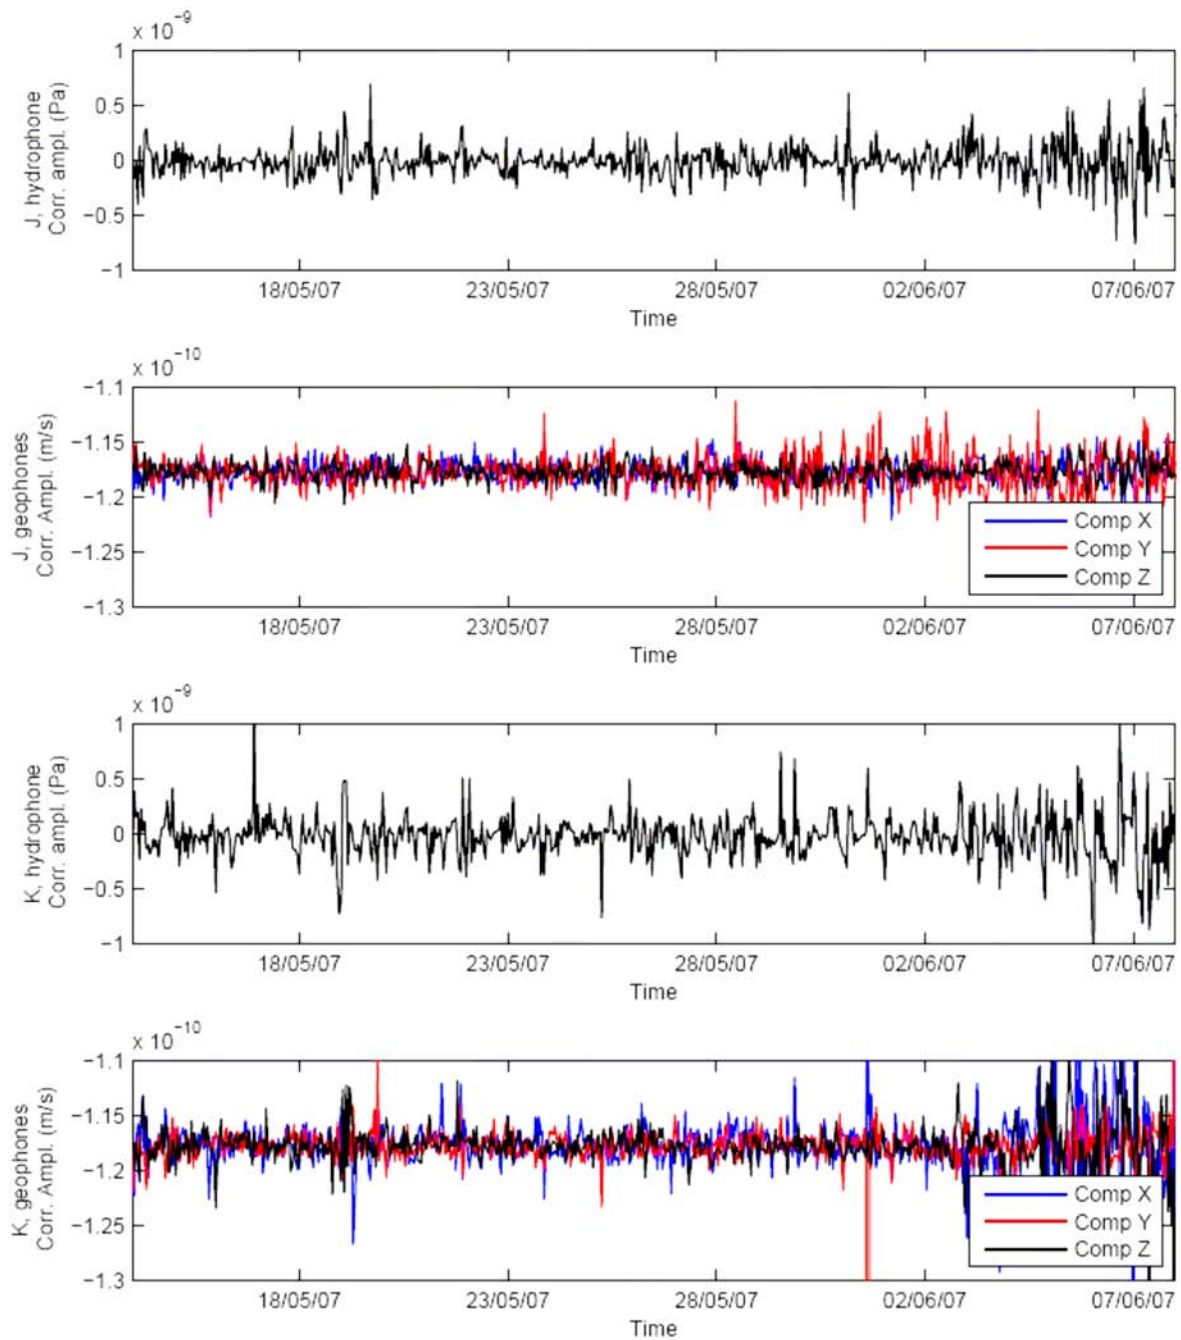 x 10⁻⁹
1
0.5
0
−0.5
−1
J, hydrophone
Corr. ampl. (Pa)
18/05/07 23/05/07 28/05/07 02/06/07 07/06/07
Time
x 10⁻¹⁰
−1.1
−1.15
−1.2
−1.25
−1.3
J, geophones
Corr. Ampl. (m/s)
Comp X
Comp Y
Comp Z
18/05/07 23/05/07 28/05/07 02/06/07 07/06/07
Time
x 10⁻⁹
1
0.5
0
−0.5
−1
K, hydrophone
Corr. ampl. (Pa)
18/05/07 23/05/07 28/05/07 02/06/07 07/06/07
Time
x 10⁻¹⁰
−1.1
−1.15
−1.2
−1.25
−1.3
K, geophones
Corr. Ampl. (m/s)
Comp X
Comp Y
Comp Z
18/05/07 23/05/07 28/05/07 02/06/07 07/06/07
Time